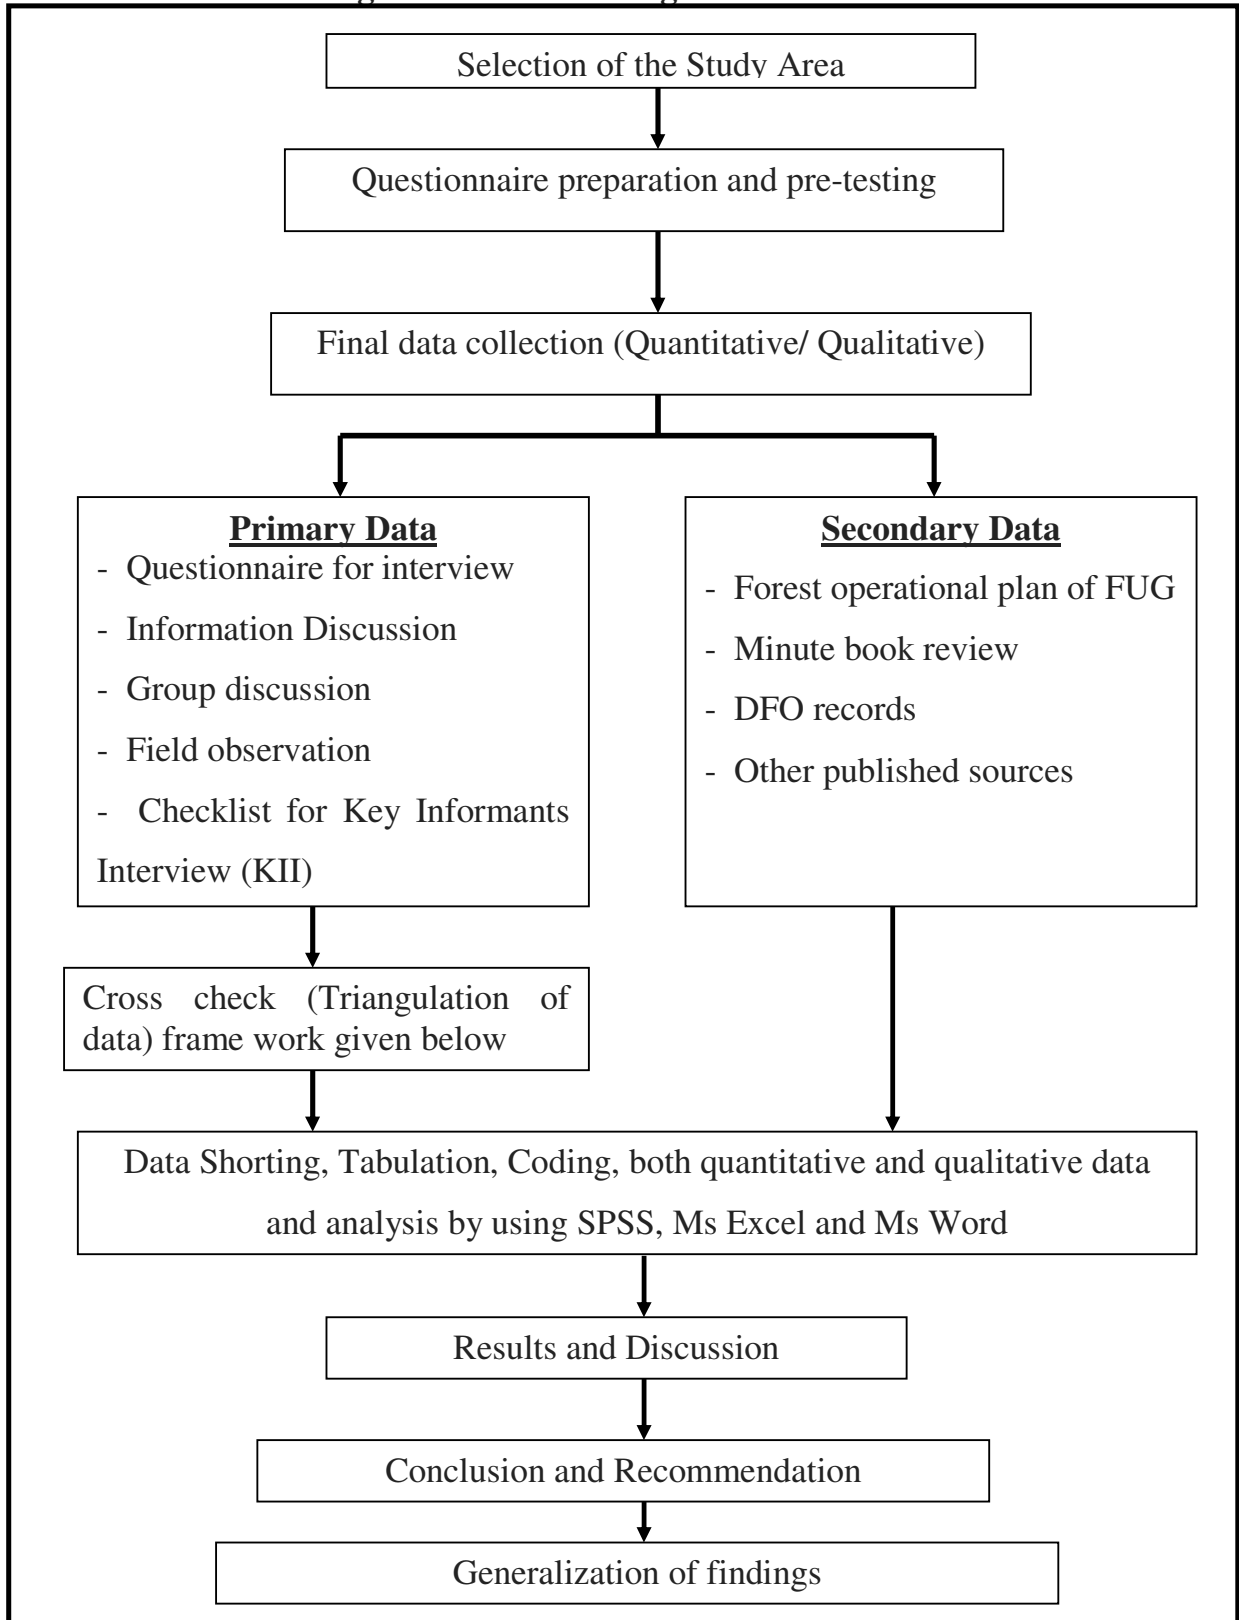 Selection of the Study Area
Questionnaire preparation and pre-testing
Final data collection (Quantitative/ Qualitative)
Primary Data
- Questionnaire for interview
- Information Discussion
- Group discussion
- Field observation
- Checklist for Key Informants
Interview (KII)
Secondary Data
- Forest operational plan of FUG
- Minute book review
- DFO records
- Other published sources
Cross check (Triangulation of
data) frame work given below
Data Shorting, Tabulation, Coding, both quantitative and qualitative data
and analysis by using SPSS, Ms Excel and Ms Word
Results and Discussion
Conclusion and Recommendation
Generalization of findings